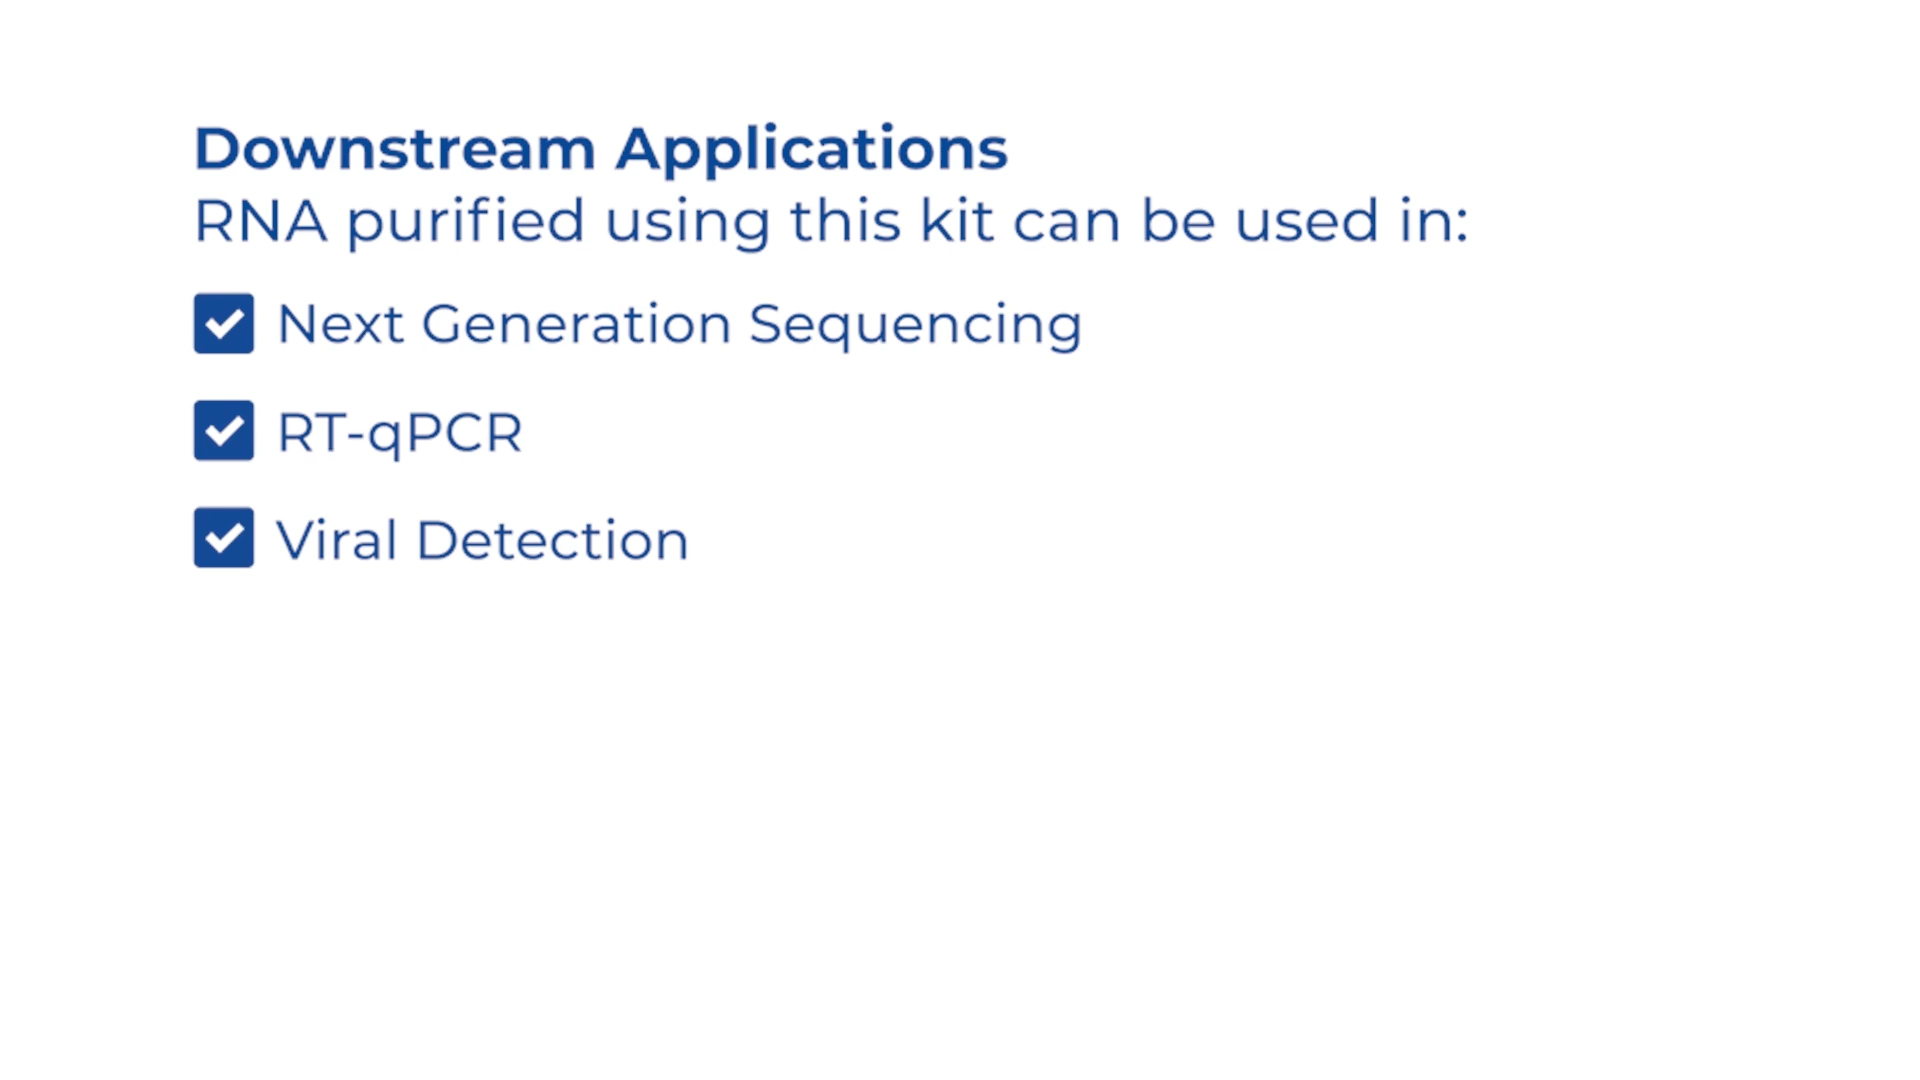 Downstream Applications
RNA purified using this kit can be used in:
Next Generation Sequencing
RT-qPCR
Viral Detection